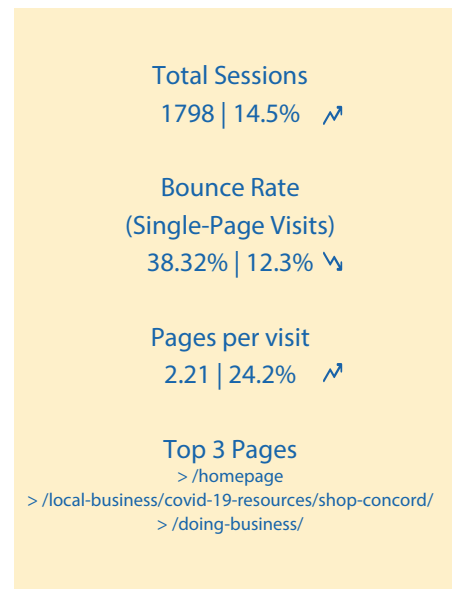 Total Sessions
1798 | 14.5%
Bounce Rate
(Single-Page Visits)
38.32% | 12.3%
Pages per visit
2.21 | 24.2%
Top 3 Pages
> /homepage
> /local-business/covid-19-resources/shop-concord/
> /doing-business/